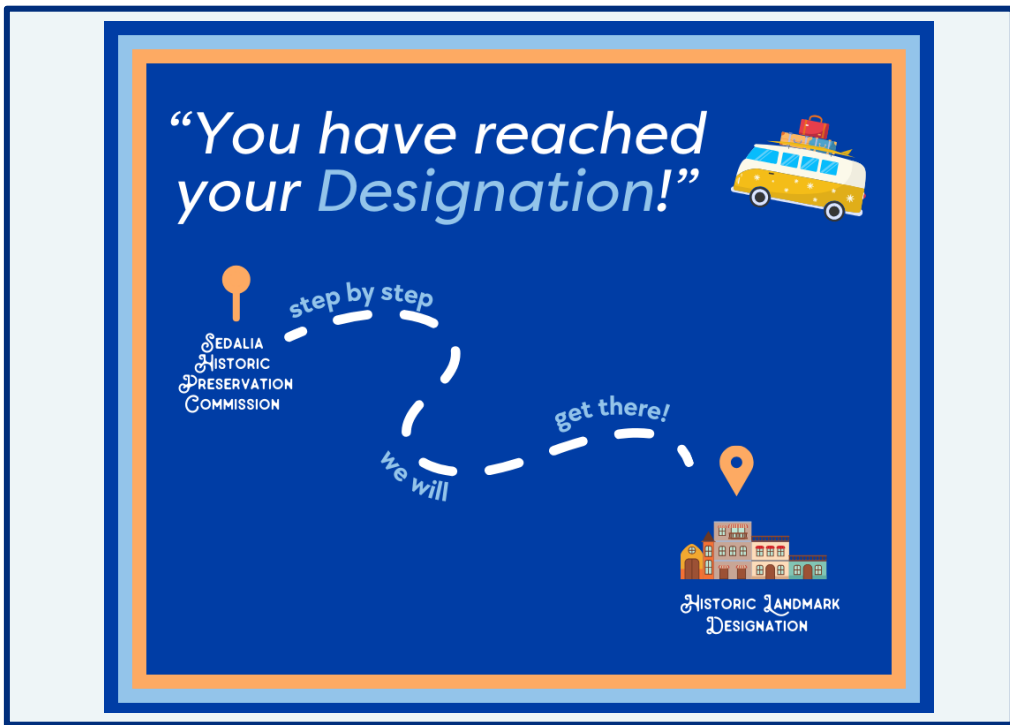 “You have reached
your Designation!”
step by step
Sedalia
Historic
Preservation
Commission
we will
get there!
Historic Landmark
Designation